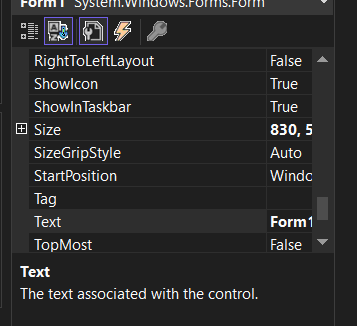 Form1 System.Windows.Forms.Form
RightToLeftLayout False
ShowIcon True
ShowInTaskbar True
Size 830, 5
SizeGripStyle Auto
StartPosition Windo
Tag
Text Form1
TopMost False
Text
The text associated with the control.